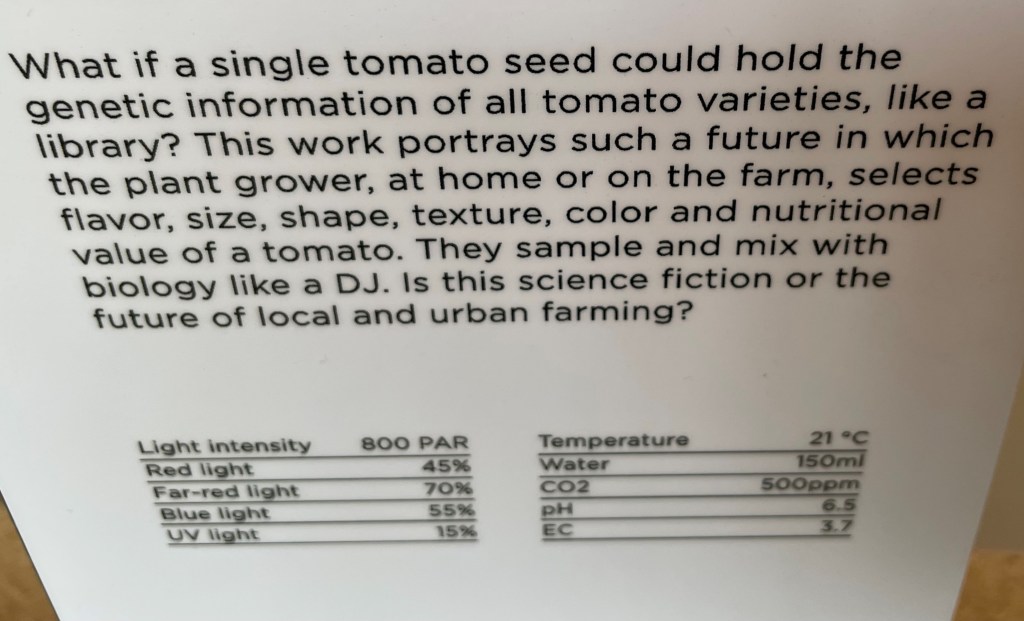 What if a single tomato seed could hold the
genetic information of all tomato varieties, like a
library? This work portrays such a future in which
the plant grower, at home or on the farm, selects
flavor, size, shape, texture, color and nutritional
value of a tomato. They sample and mix with
biology like a DJ. Is this science fiction or the
future of local and urban farming?
Light intensity 800 PAR
Red light 45%
Far-red light 70%
Blue light 55%
UV light 15%
Temperature 21 °C
Water 150ml
CO2 500ppm
pH 6.5
EC 3.7